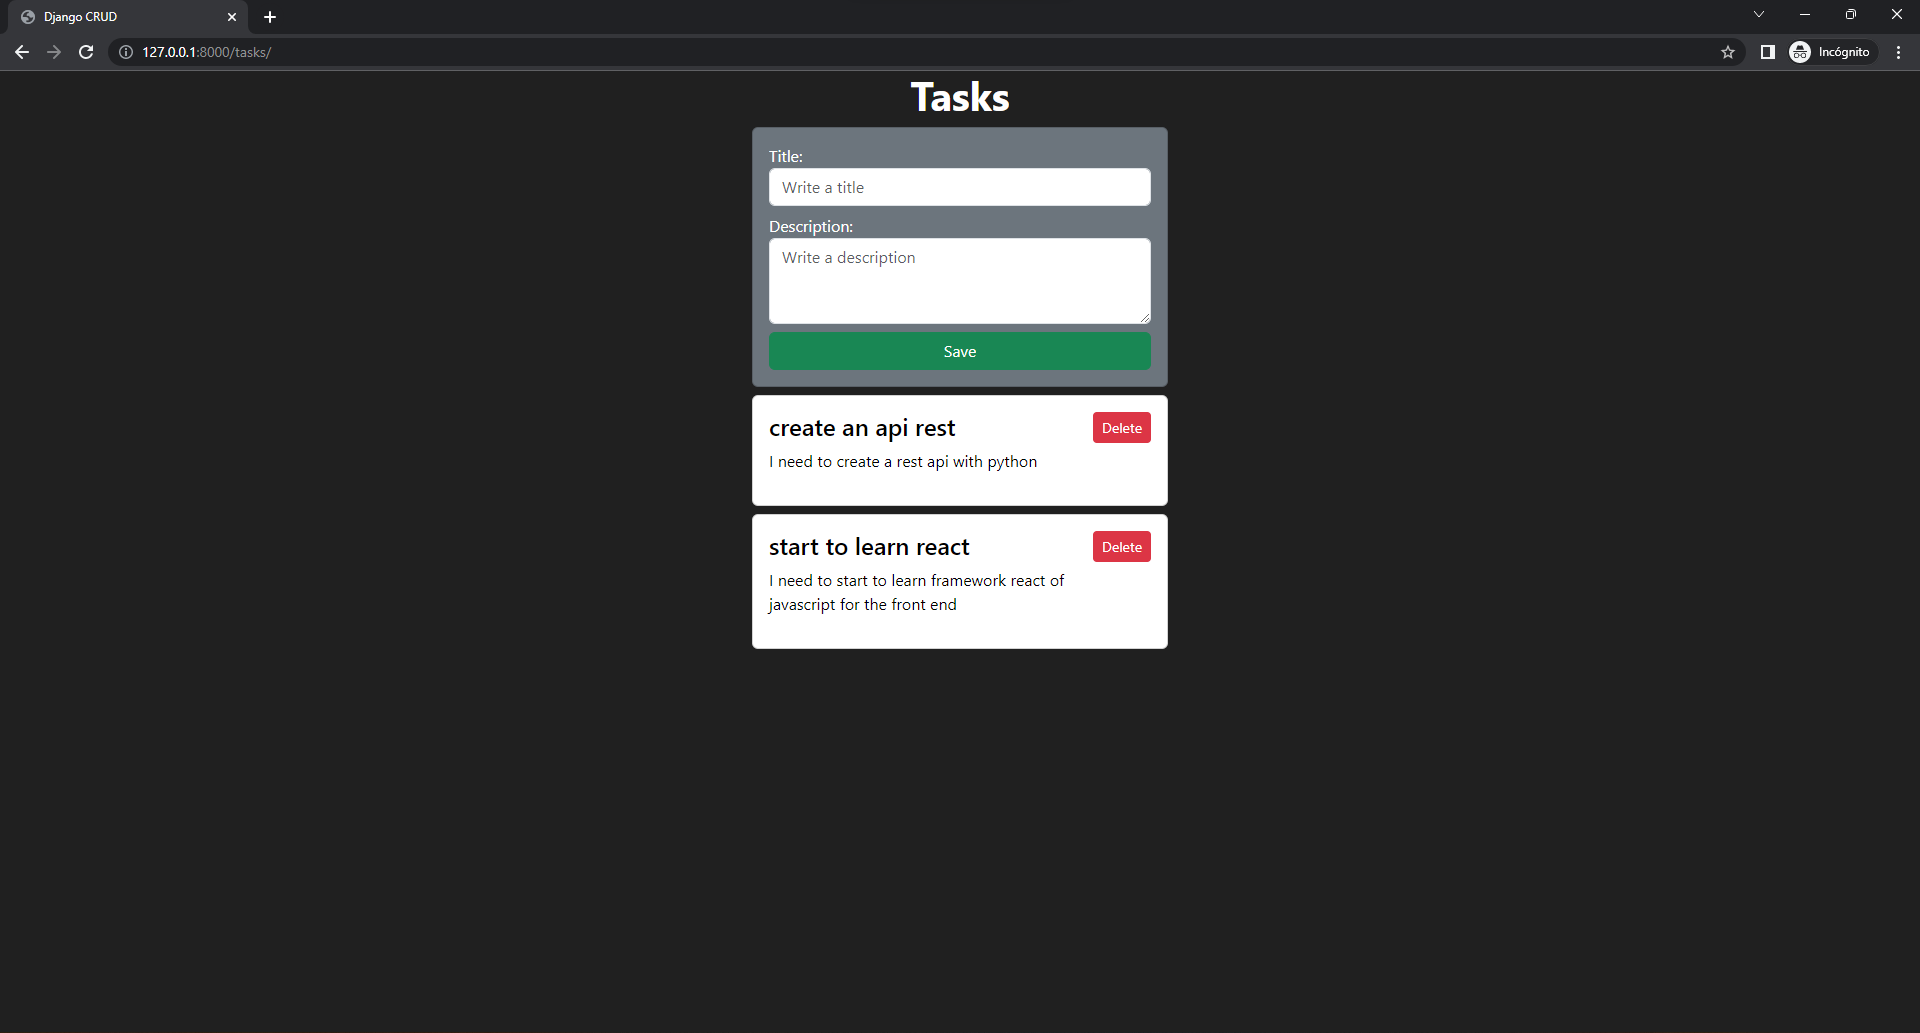 Django CRUD
127.0.0.1:8000/tasks/
Incógnito
Tasks
Title:
Write a title
Description:
Write a description
Save
create an api rest
Delete
I need to create a rest api with python
start to learn react
Delete
I need to start to learn framework react of
javascript for the front end